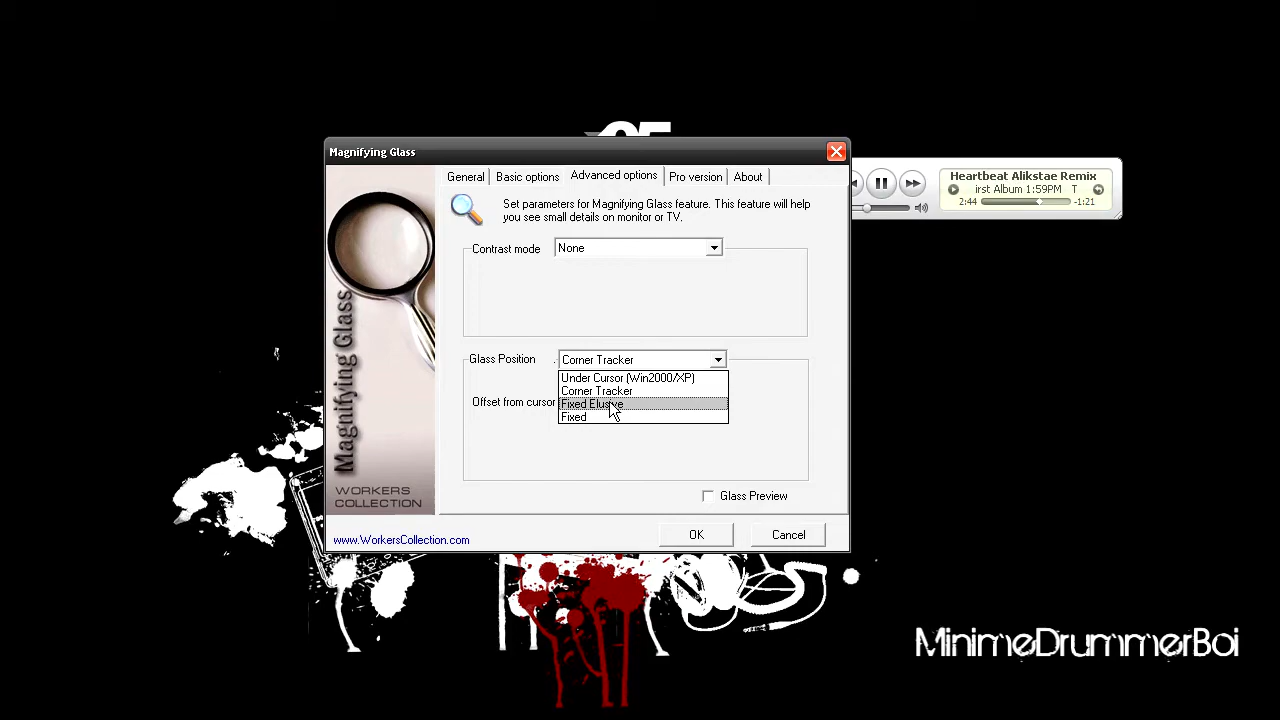 Magnifying Glass
General
Basic options
Advanced options
Pro version
About
Set parameters for Magnifying Glass feature. This feature will help
you see small details on monitor or TV.
Contrast mode
None
Glass Position
Corner Tracker
Under Cursor (Win2000/XP)
Corner Tracker
Fixed Elusive
Fixed
Offset from cursor
Glass Preview
OK
Cancel
Magnifying Glass
WORKERS
COLLECTION
www.WorkersCollection.com
Heartbeat Alikstae Remix
irst Album 1:59PM T
2:44
-1:21
MinimeDrummerBoi